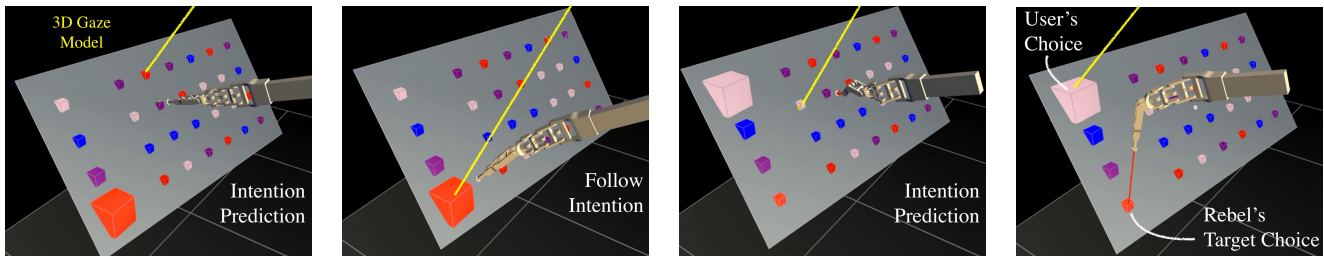 3D Gaze
Model
Intention
Prediction
Follow
Intention
Intention
Prediction
User's
Choice
Rebel's
Target Choice